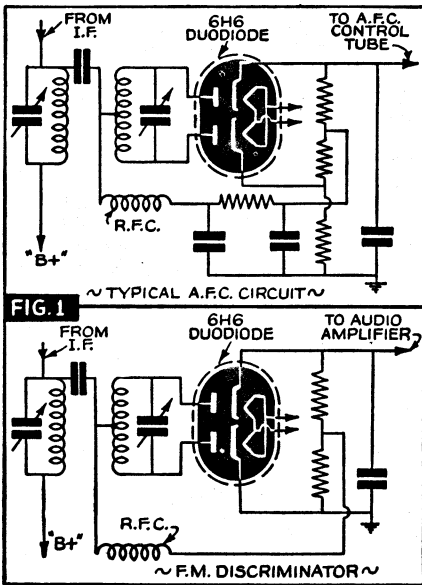 FROM
I.F.
6H6
DUODIODE
TO A.F.C.
CONTROL
TUBE
R.F.C.
"B+"
~ TYPICAL A.F.C. CIRCUIT ~
FIG. 1
FROM
I.F.
6H6
DUODIODE
TO AUDIO
AMPLIFIER
R.F.C.
"B+"
~ F.M. DISCRIMINATOR ~